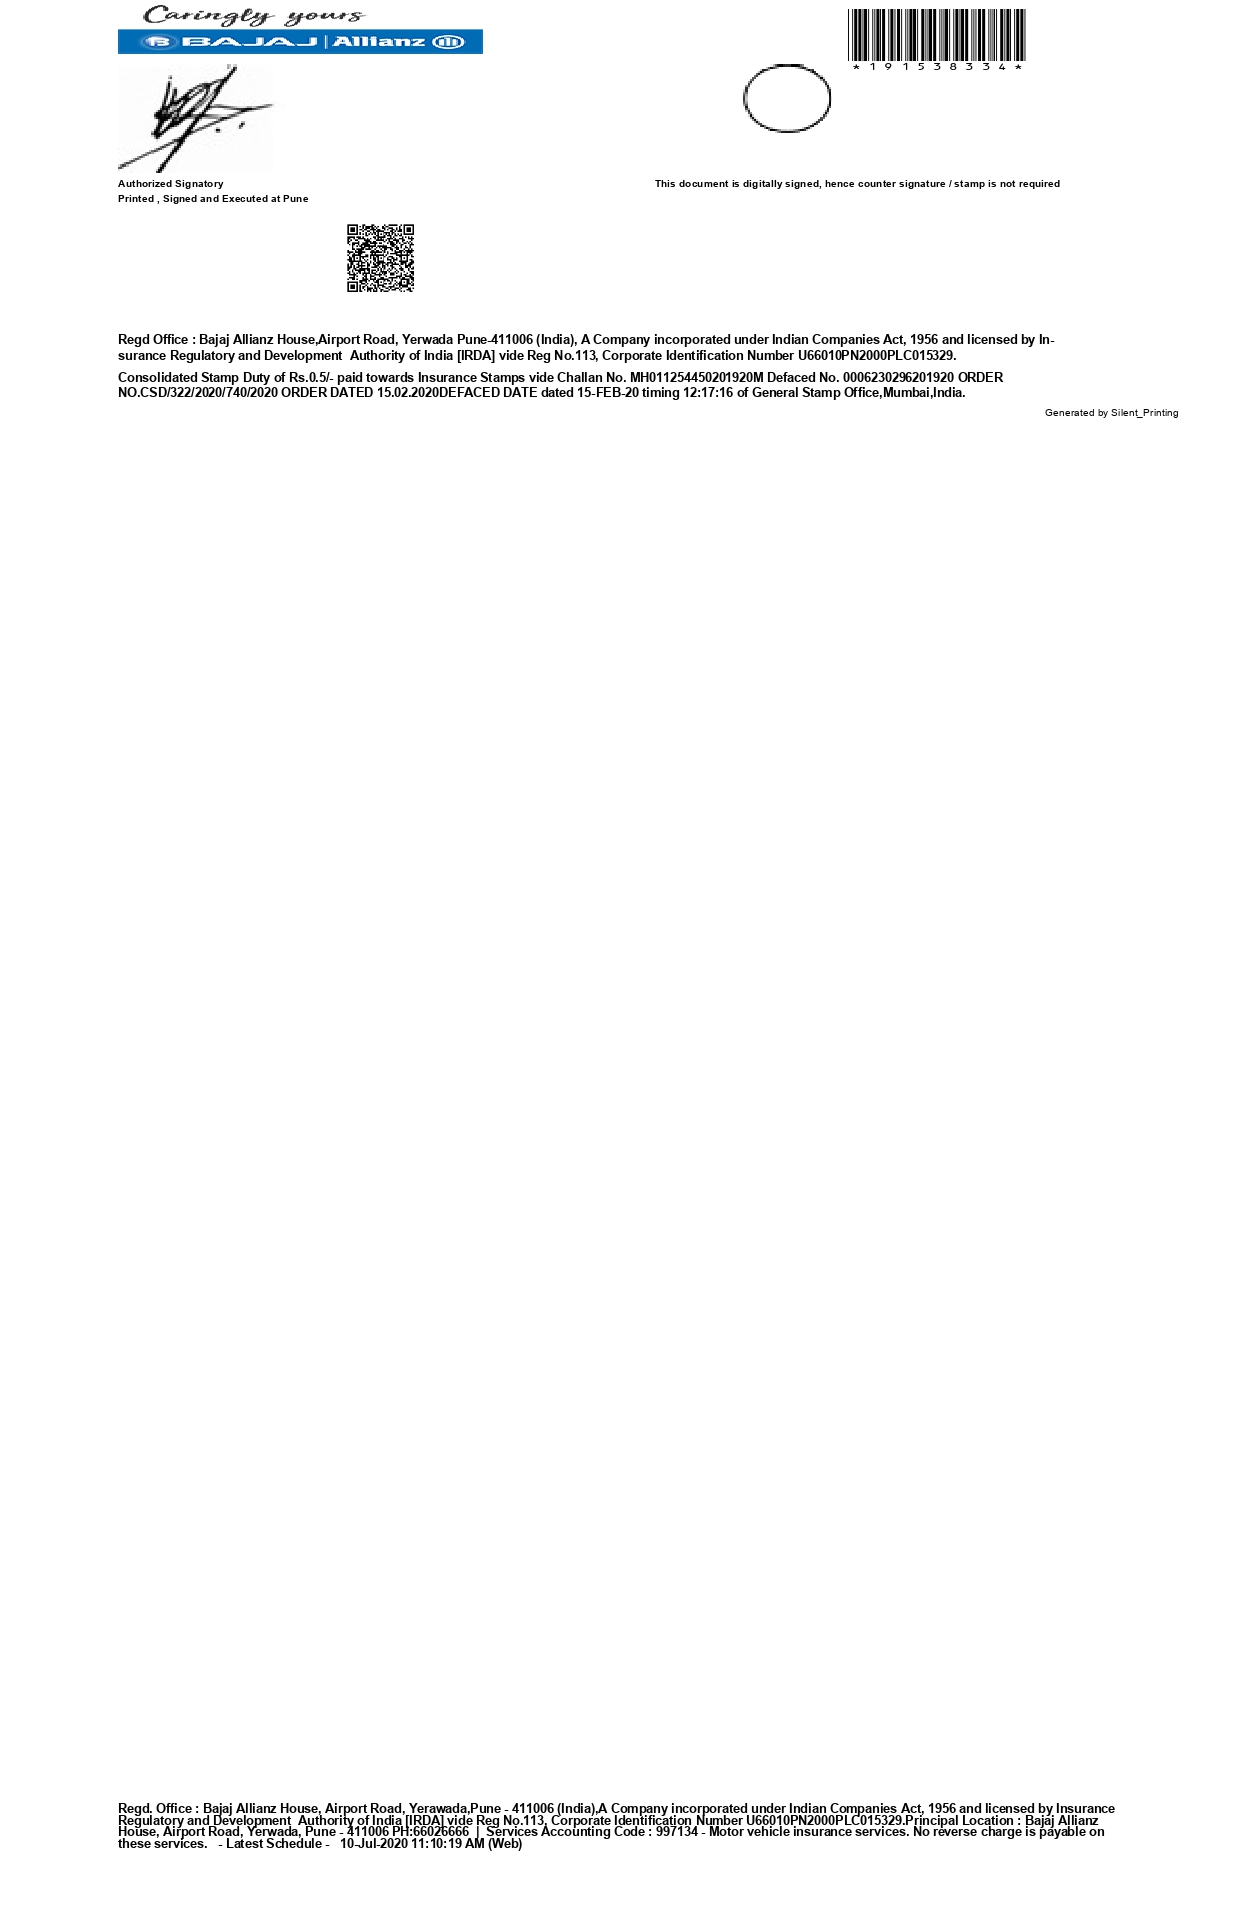 Caringly yours
BAJAJ | Allianz
*191538334*
Authorized Signatory
This document is digitally signed, hence counter signature / stamp is not required
Printed , Signed and Executed at Pune
Regd Office : Bajaj Allianz House,Airport Road, Yerwada Pune-411006 (India), A Company incorporated under Indian Companies Act, 1956 and licensed by In-
surance Regulatory and Development  Authority of India [IRDA] vide Reg No.113, Corporate Identification Number U66010PN2000PLC015329.
Consolidated Stamp Duty of Rs.0.5/- paid towards Insurance Stamps vide Challan No. MH011254450201920M Defaced No. 0006230296201920 ORDER
NO.CSD/322/2020/740/2020 ORDER DATED 15.02.2020DEFACED DATE dated 15-FEB-20 timing 12:17:16 of General Stamp Office,Mumbai,India.
Generated by Silent_Printing
Regd. Office : Bajaj Allianz House, Airport Road, Yerawada,Pune - 411006 (India),A Company incorporated under Indian Companies Act, 1956 and licensed by Insurance
Regulatory and Development  Authority of India [IRDA] vide Reg No.113, Corporate Identification Number U66010PN2000PLC015329.Principal Location : Bajaj Allianz
House, Airport Road, Yerwada, Pune - 411006 PH:66026666  |  Services Accounting Code : 997134 - Motor vehicle insurance services. No reverse charge is payable on
these services.   - Latest Schedule -   10-Jul-2020 11:10:19 AM (Web)